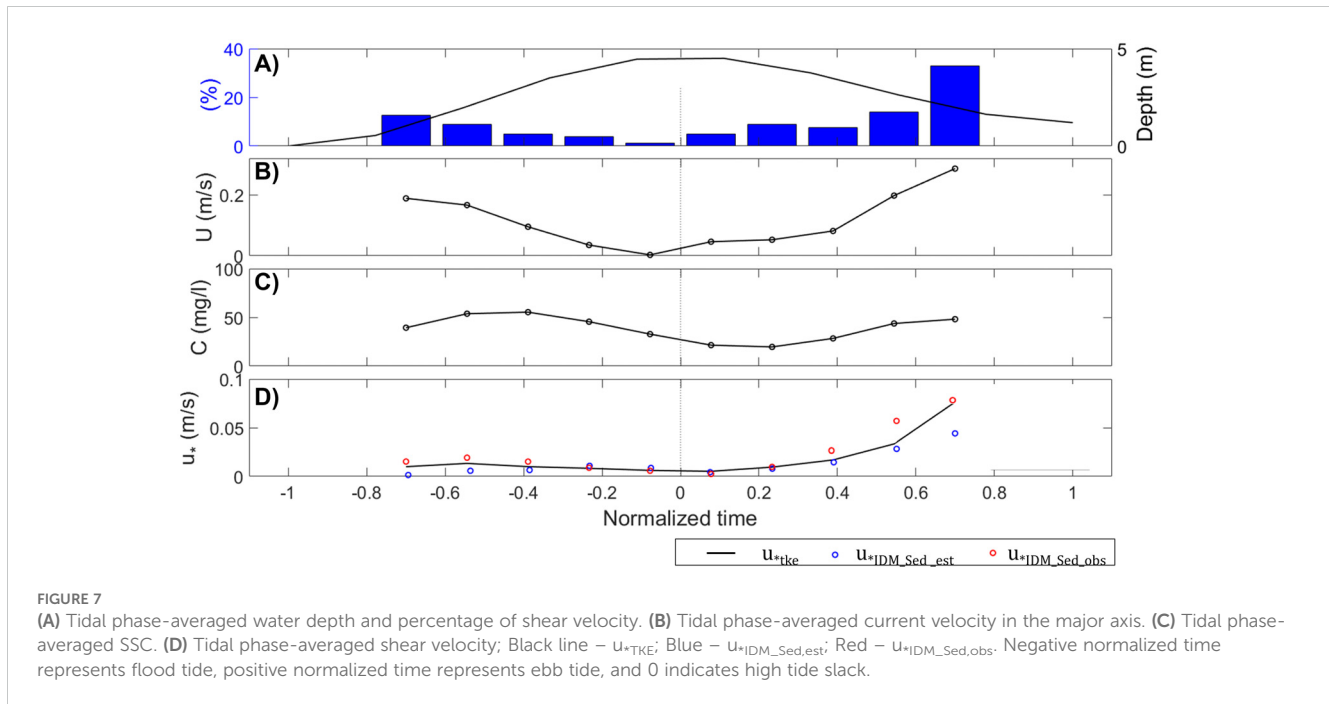 A)
40
20
0
(%)
5
0
Depth (m)
B)
0.2
0
U (m/s)
C)
100
50
0
C (mg/l)
D)
0.1
0.05
0
u* (m/s)
-1 -0.8 -0.6 -0.4 -0.2 0 0.2 0.4 0.6 0.8 1
Normalized time
u*tke u*IDM_Sed_est u*IDM_Sed_obs
FIGURE 7
(A) Tidal phase-averaged water depth and percentage of shear velocity. (B) Tidal phase-averaged current velocity in the major axis. (C) Tidal phase-
averaged SSC. (D) Tidal phase-averaged shear velocity; Black line – u*TKE; Blue – u*IDM_Sed,est; Red – u*IDM_Sed,obs. Negative normalized time
represents flood tide, positive normalized time represents ebb tide, and 0 indicates high tide slack.